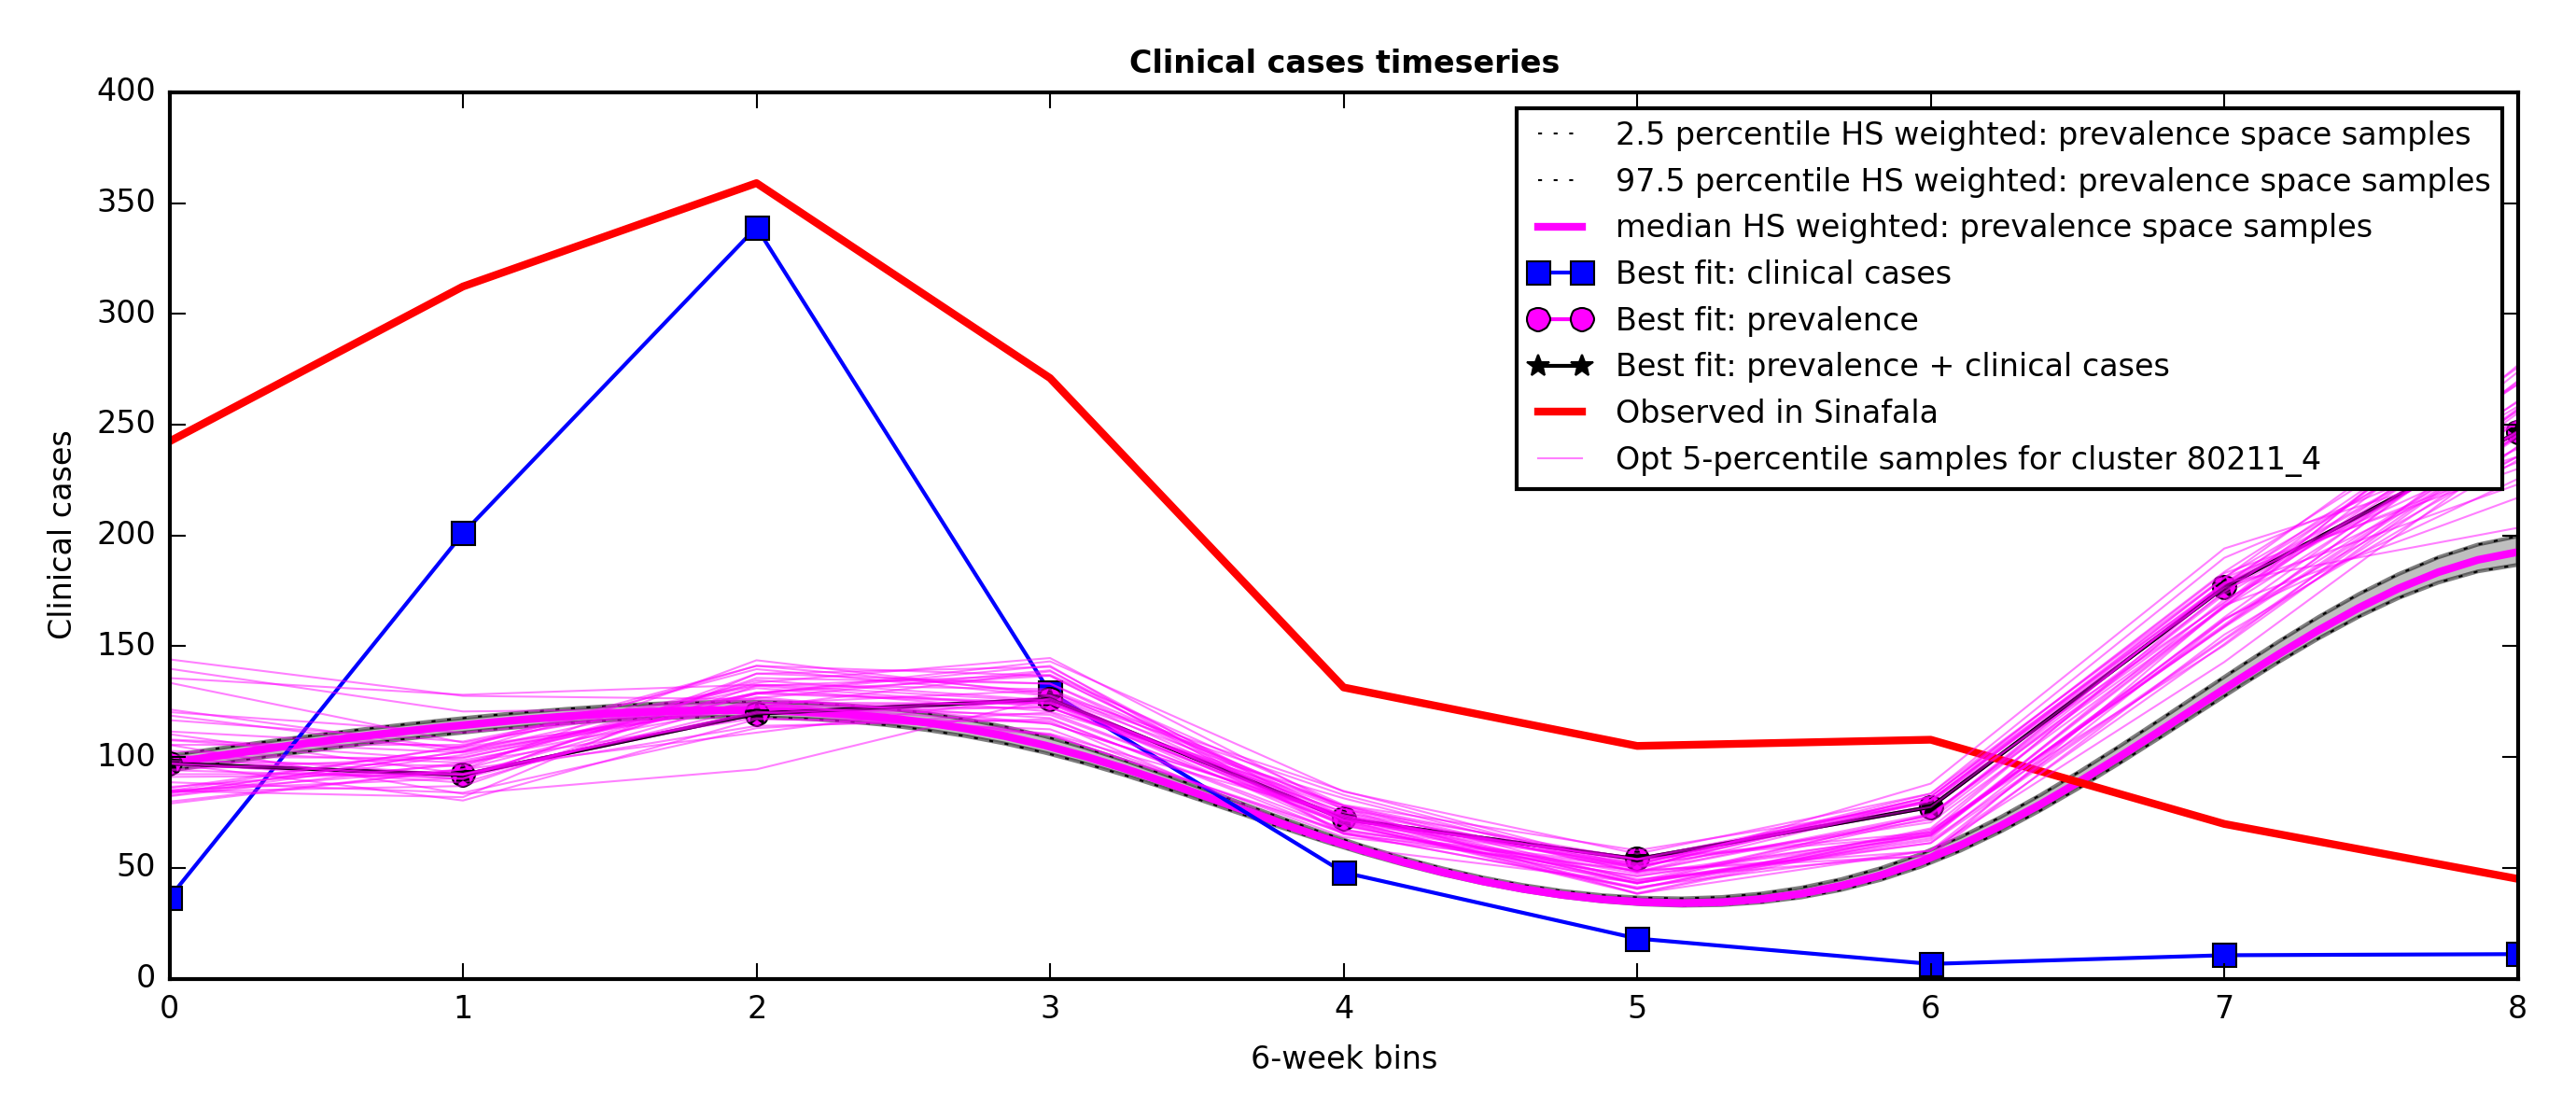 Clinical cases timeseries
400
350
300
250
200
150
100
50
0
Clinical cases
2.5 percentile HS weighted: prevalence space samples
97.5 percentile HS weighted: prevalence space samples
median HS weighted: prevalence space samples
Best fit: clinical cases
Best fit: prevalence
Best fit: prevalence + clinical cases
Observed in Sinafala
Opt 5-percentile samples for cluster 80211_4
0 1 2 3 4 5 6 7 8
6-week bins